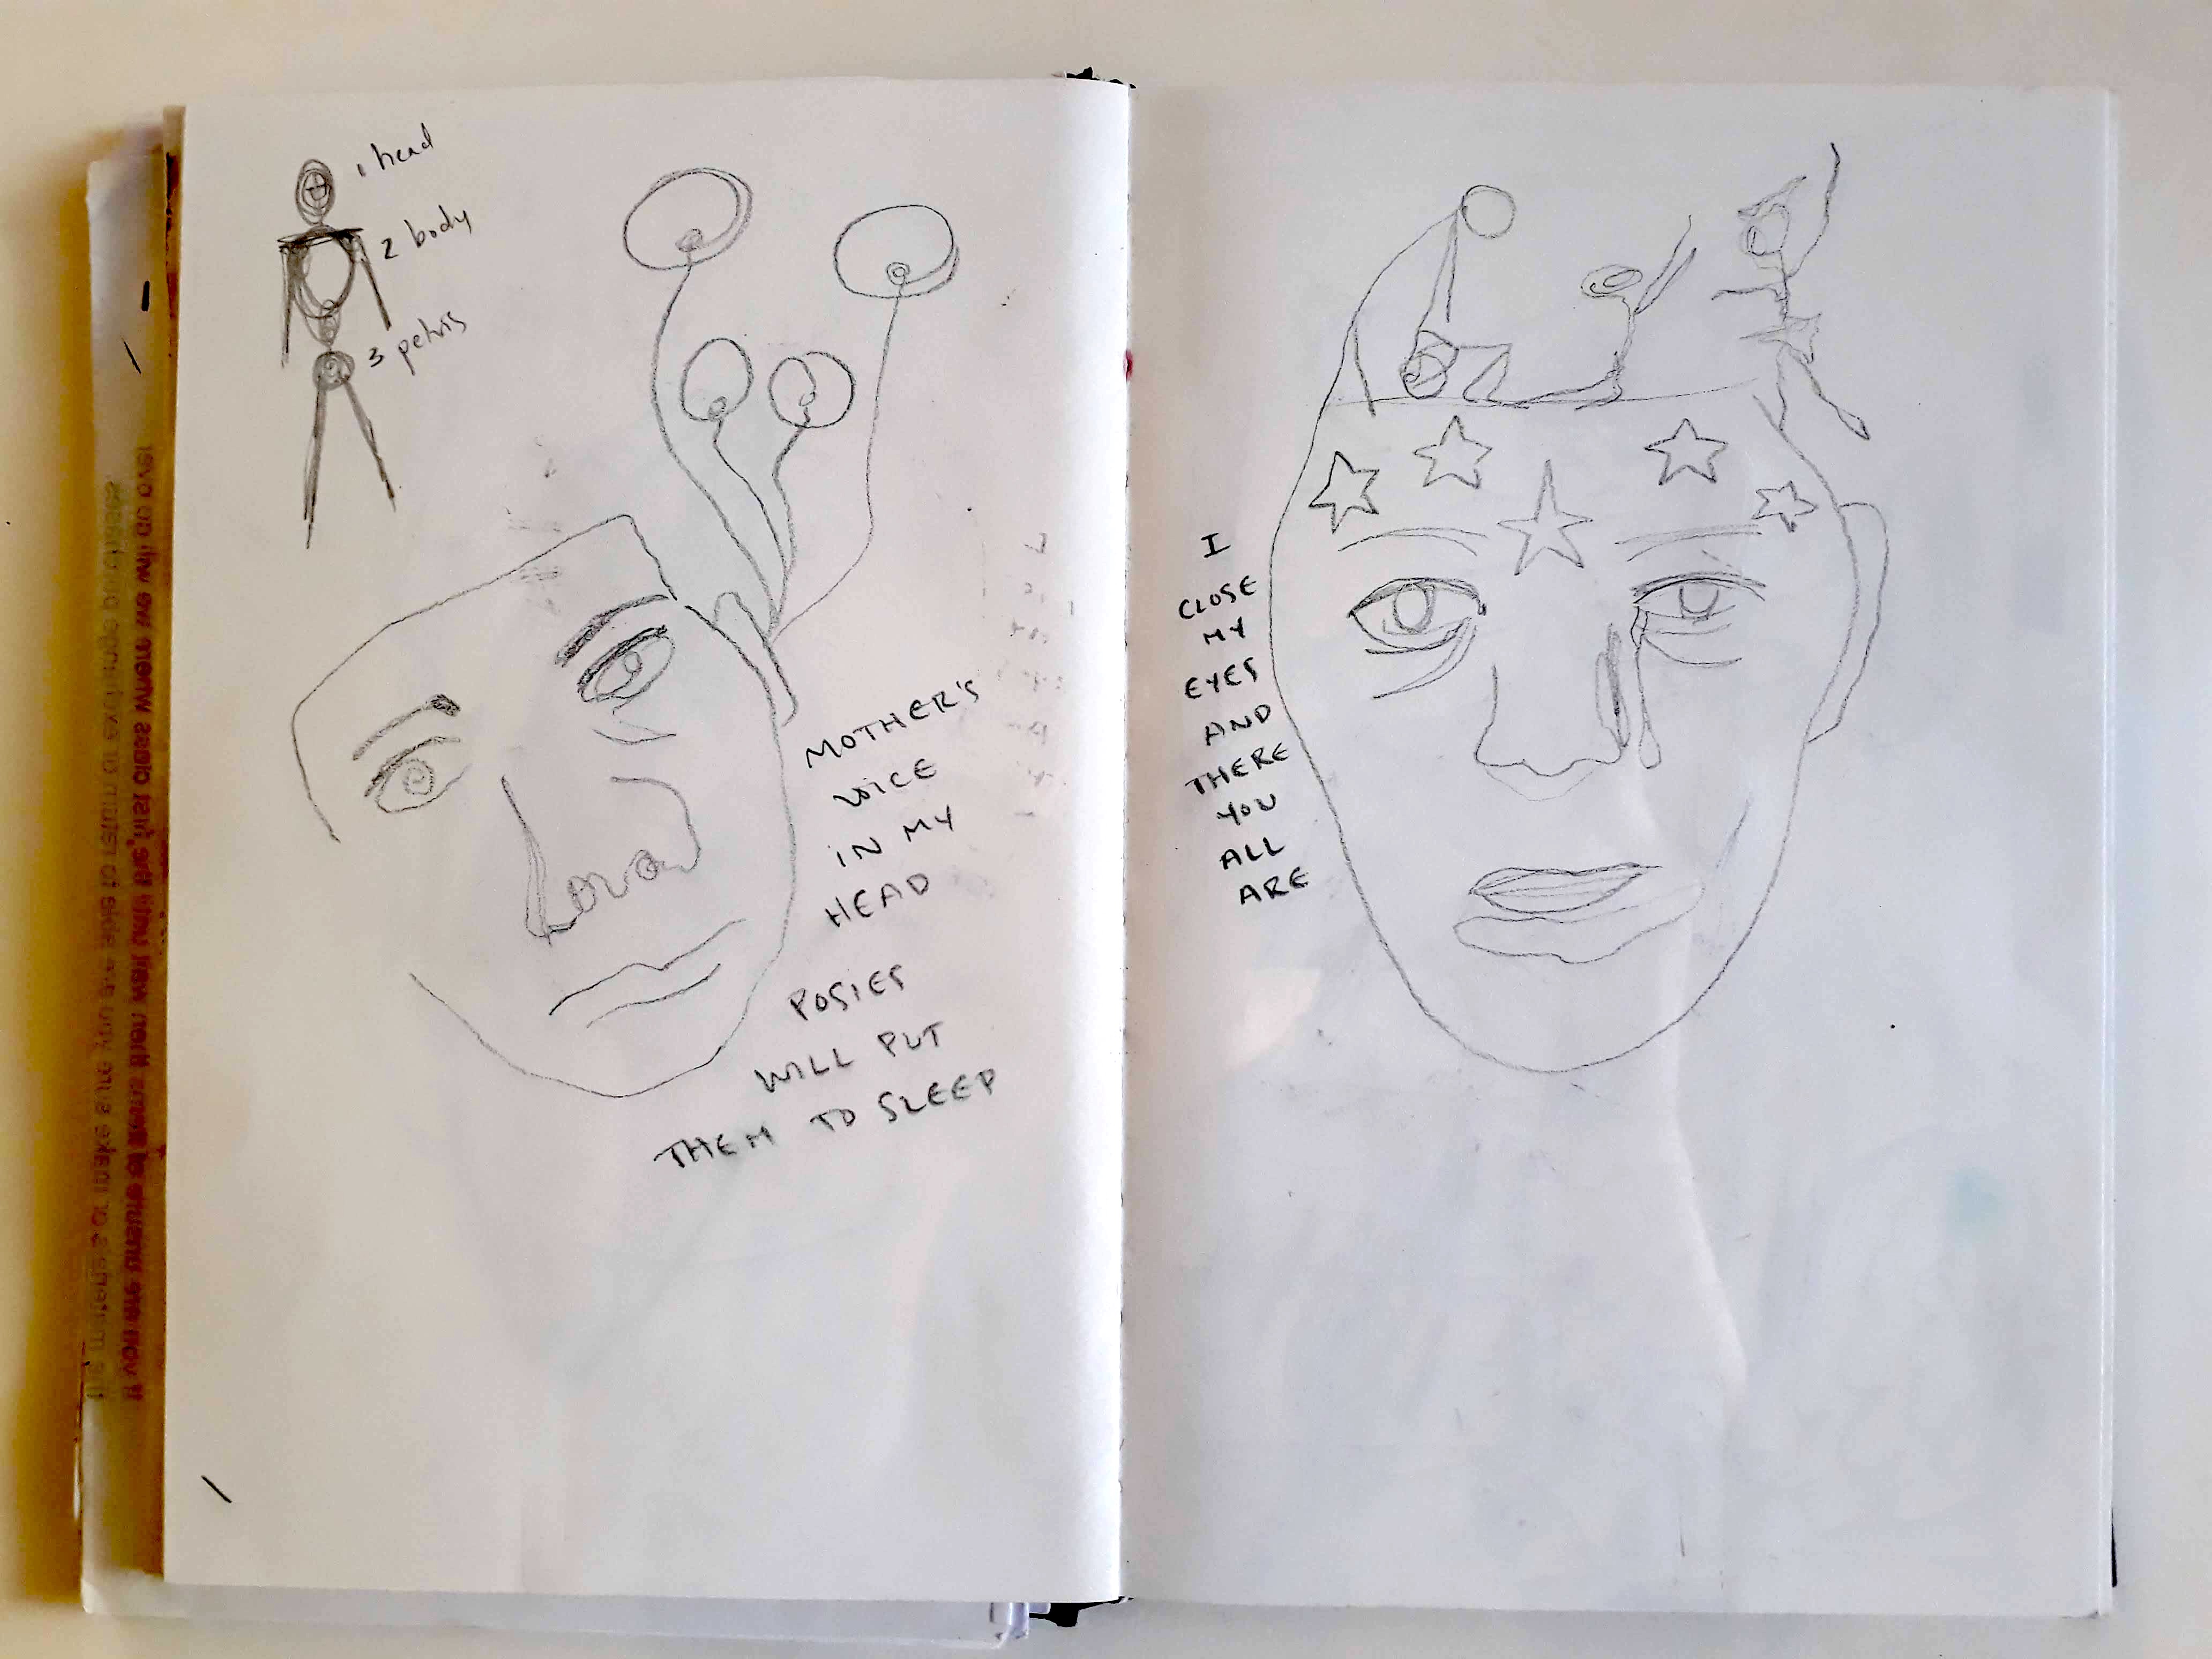 1 head
2 body
3 pelvis
MOTHER'S
VOICE
IN MY
HEAD
POSIES
WILL PUT
THEM TO SLEEP
I
CLOSE
MY
EYES
AND
THERE
YOU
ALL
ARE